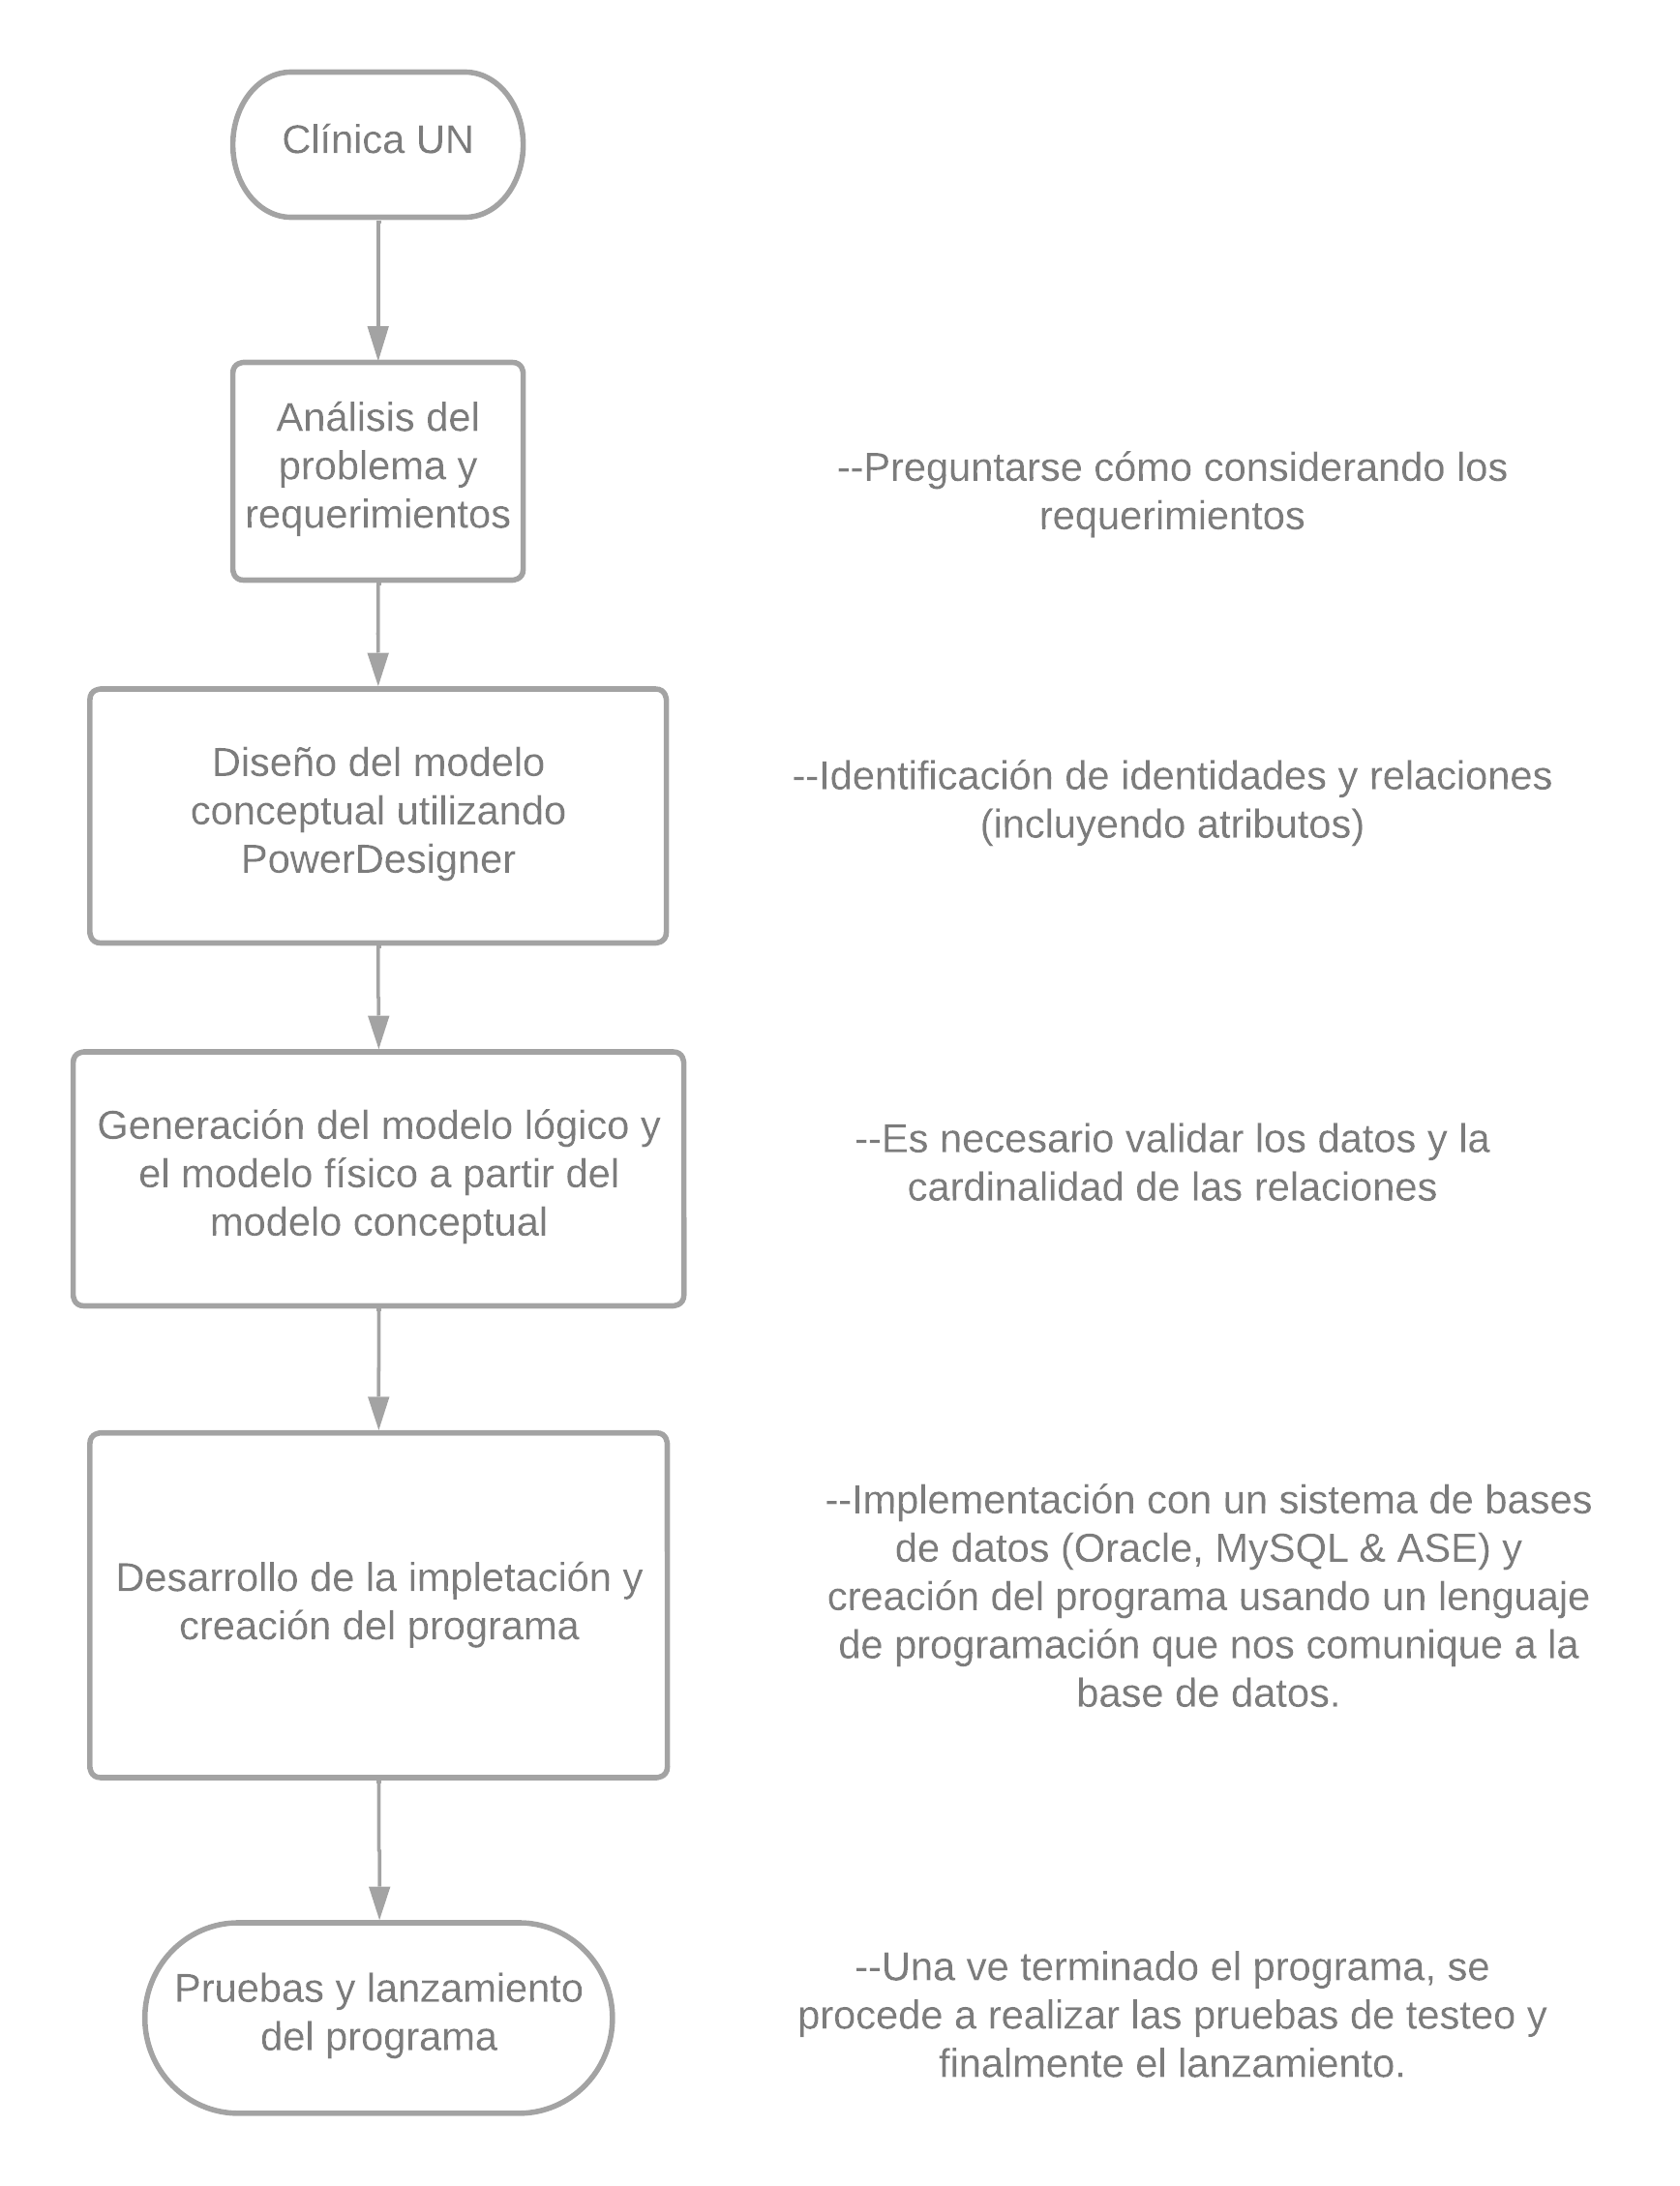 Clínica UN
Análisis del
problema y
requerimientos
--Preguntarse cómo considerando los
requerimientos
Diseño del modelo
conceptual utilizando
PowerDesigner
--Identificación de identidades y relaciones
(incluyendo atributos)
Generación del modelo lógico y
el modelo físico a partir del
modelo conceptual
--Es necesario validar los datos y la
cardinalidad de las relaciones
Desarrollo de la impletación y
creación del programa
--Implementación con un sistema de bases
de datos (Oracle, MySQL & ASE) y
creación del programa usando un lenguaje
de programación que nos comunique a la
base de datos.
Pruebas y lanzamiento
del programa
--Una ve terminado el programa, se
procede a realizar las pruebas de testeo y
finalmente el lanzamiento.